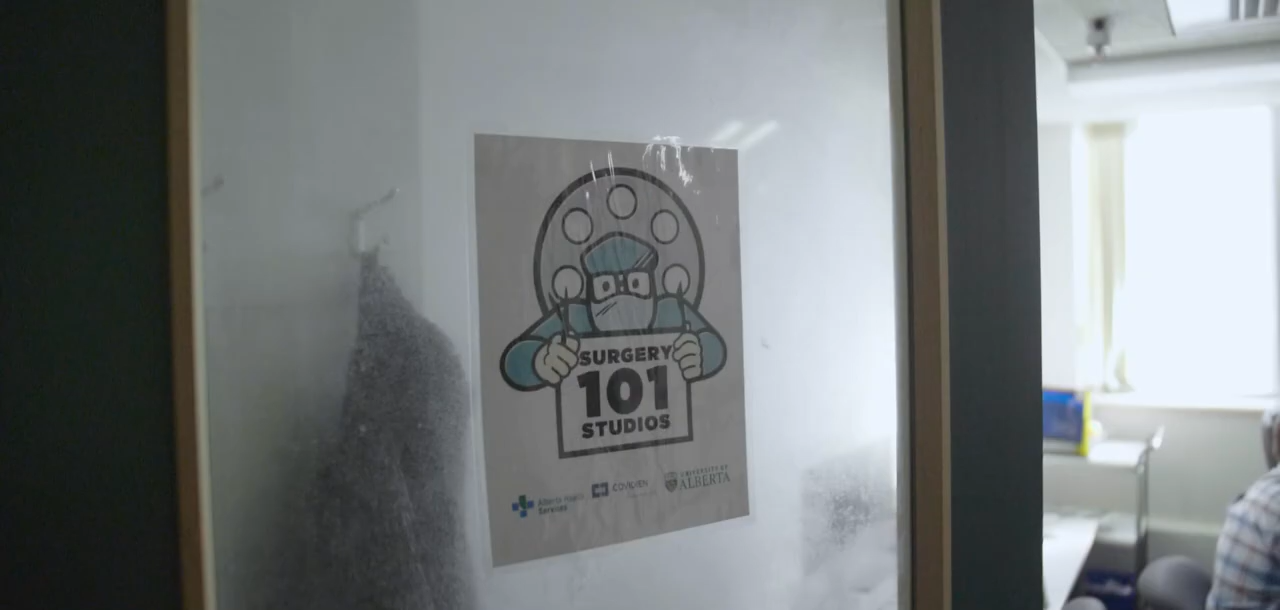 SURGERY
101
STUDIOS
Alberta Health
Services
COVIDIEN
UNIVERSITY OF
ALBERTA